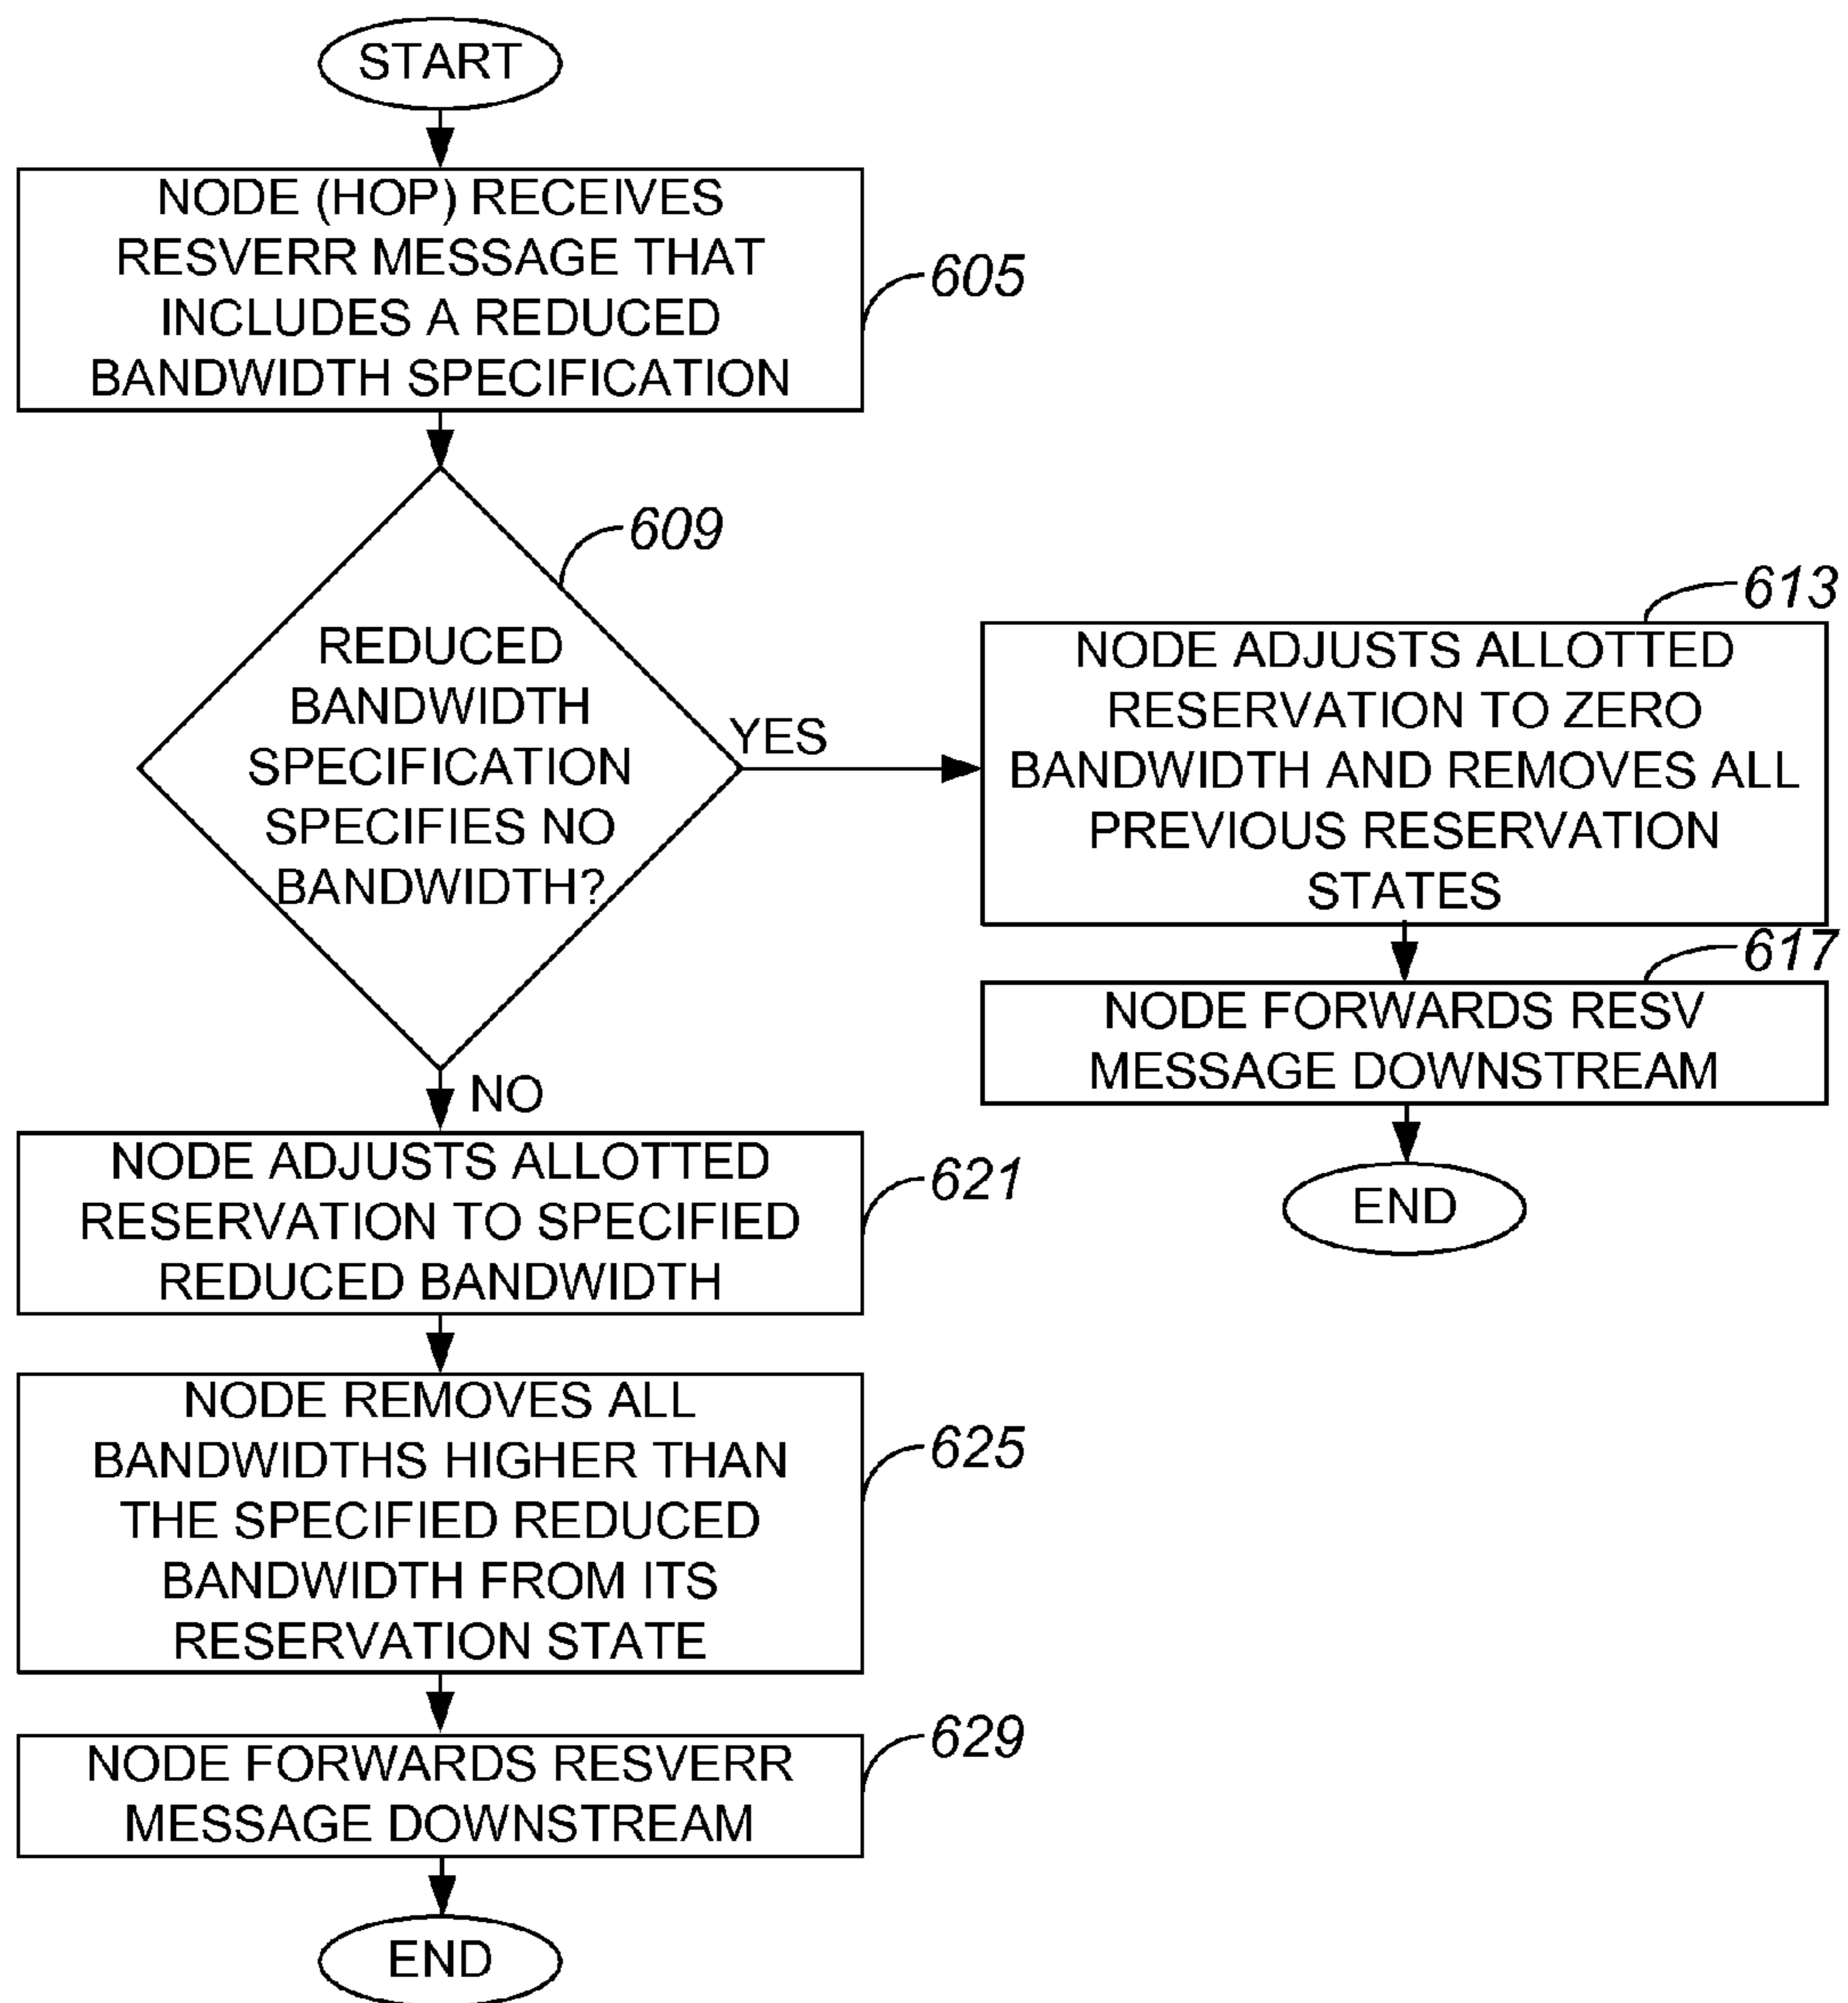 START
NODE (HOP) RECEIVES
RESVERR MESSAGE THAT
INCLUDES A REDUCED
BANDWIDTH SPECIFICATION
605
609
REDUCED
BANDWIDTH
SPECIFICATION
SPECIFIES NO
BANDWIDTH?
YES
613
NODE ADJUSTS ALLOTTED
RESERVATION TO ZERO
BANDWIDTH AND REMOVES ALL
PREVIOUS RESERVATION
STATES
617
NODE FORWARDS RESV
MESSAGE DOWNSTREAM
END
NO
NODE ADJUSTS ALLOTTED
RESERVATION TO SPECIFIED
REDUCED BANDWIDTH
621
NODE REMOVES ALL
BANDWIDTHS HIGHER THAN
THE SPECIFIED REDUCED
BANDWIDTH FROM ITS
RESERVATION STATE
625
NODE FORWARDS RESVERR
MESSAGE DOWNSTREAM
629
END